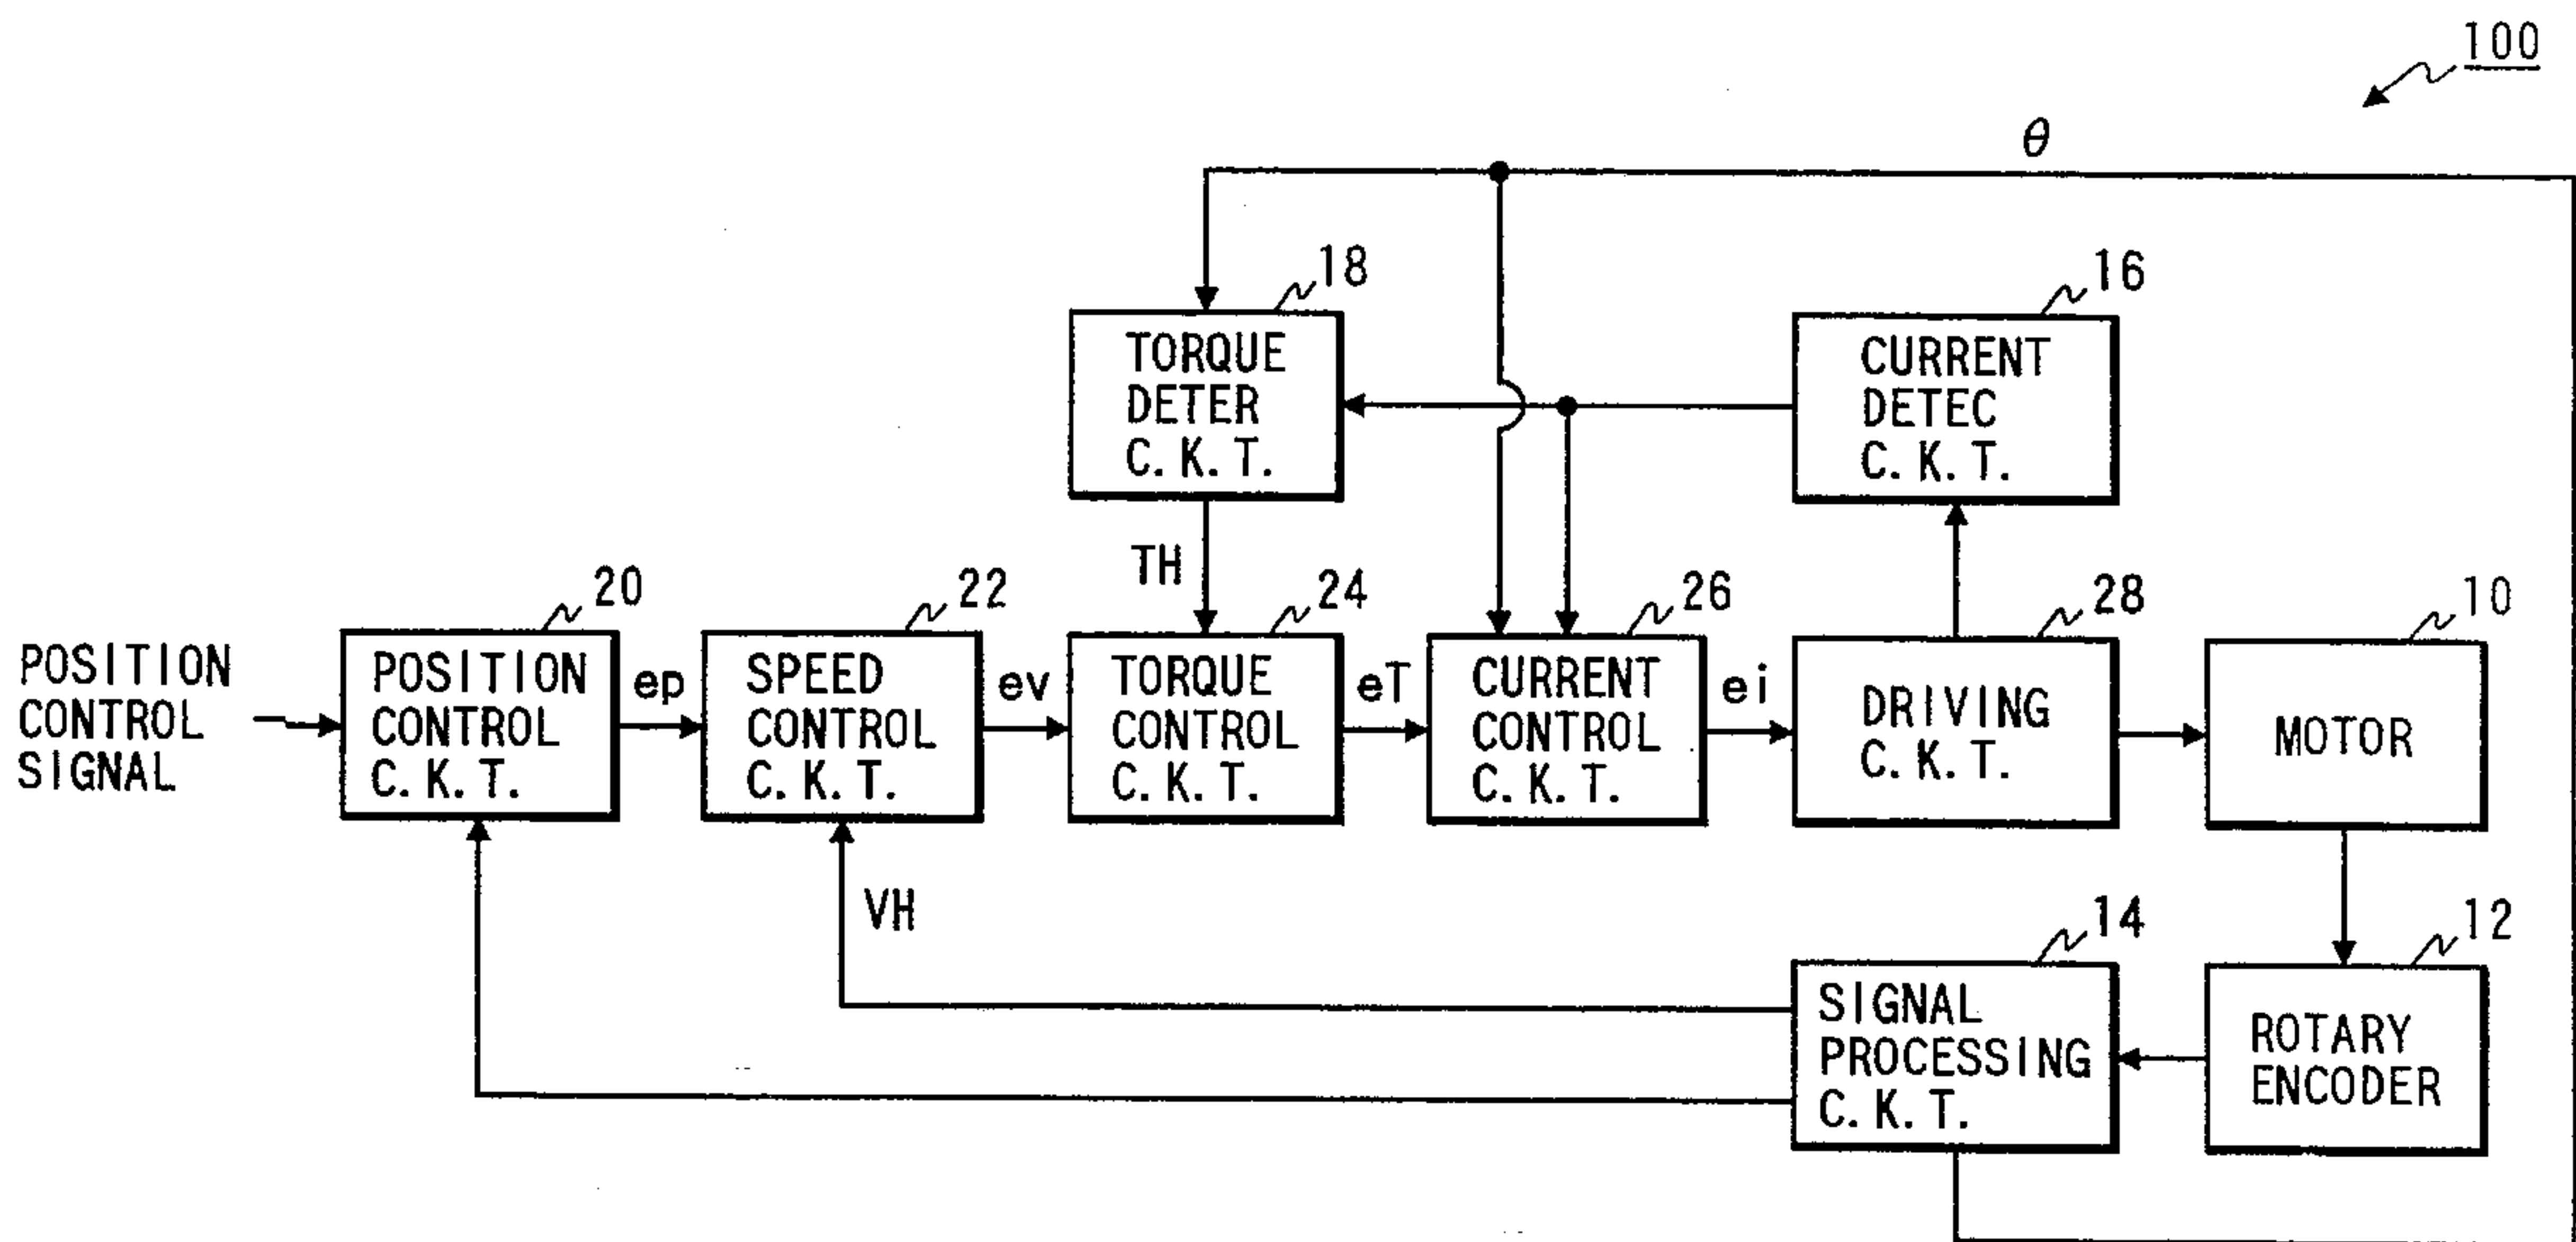 100
θ
18
16
TORQUE
DETER
C. K. T.
CURRENT
DETEC
C. K. T.
TH
20
22
24
26
28
10
POSITION
CONTROL
SIGNAL
POSITION
CONTROL
C. K. T.
ep
SPEED
CONTROL
C. K. T.
ev
TORQUE
CONTROL
C. K. T.
eT
CURRENT
CONTROL
C. K. T.
ei
DRIVING
C. K. T.
MOTOR
VH
14
12
SIGNAL
PROCESSING
C. K. T.
ROTARY
ENCODER